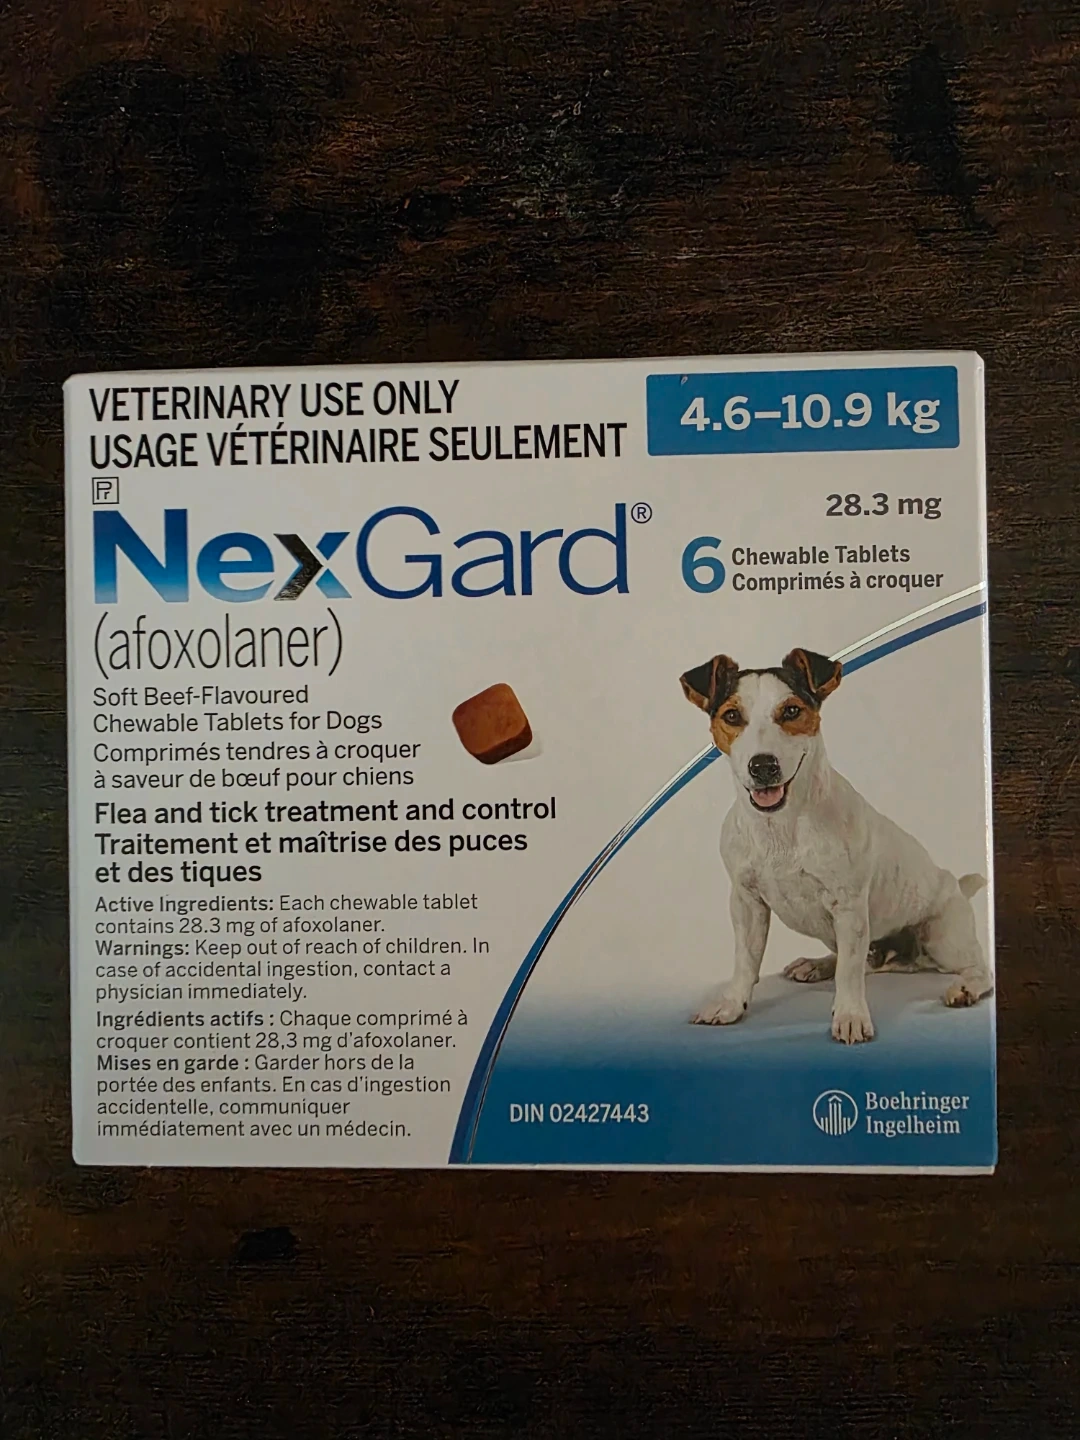 VETERINARY USE ONLY
USAGE VÉTÉRINAIRE SEULEMENT
4.6–10.9 kg
Pr
NexGard®
(afoxolaner)
28.3 mg
6 Chewable Tablets
Comprimés à croquer
Soft Beef-Flavoured
Chewable Tablets for Dogs
Comprimés tendres à croquer
à saveur de bœuf pour chiens
Flea and tick treatment and control
Traitement et maîtrise des puces
et des tiques
Active Ingredients: Each chewable tablet
contains 28.3 mg of afoxolaner.
Warnings: Keep out of reach of children. In
case of accidental ingestion, contact a
physician immediately.
Ingrédients actifs : Chaque comprimé à
croquer contient 28,3 mg d'afoxolaner.
Mises en garde : Garder hors de la
portée des enfants. En cas d'ingestion
accidentelle, communiquer
immédiatement avec un médecin.
DIN 02427443
Boehringer
Ingelheim